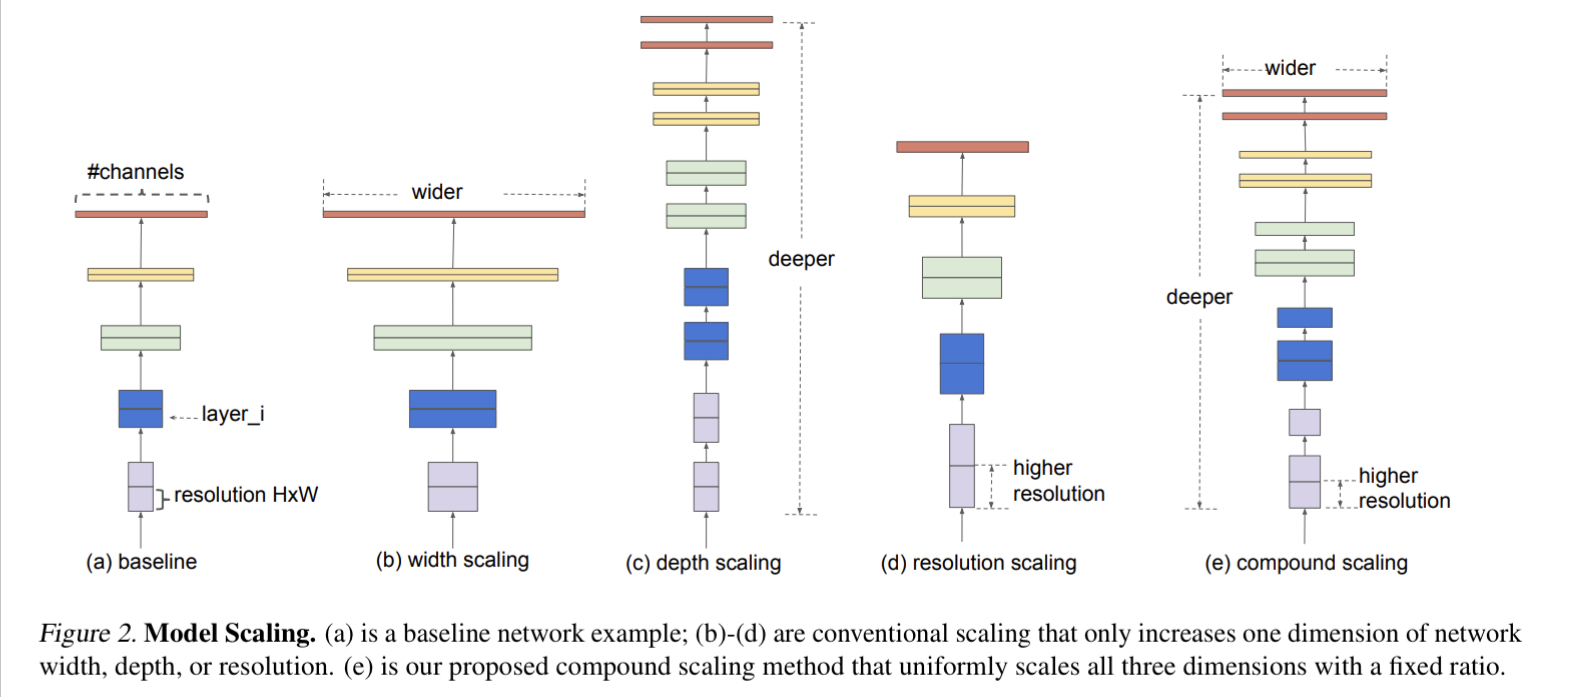 #channels
layer_i
resolution HxW
(a) baseline
wider
(b) width scaling
deeper
(c) depth scaling
higher
resolution
(d) resolution scaling
wider
deeper
higher
resolution
(e) compound scaling
Figure 2. Model Scaling. (a) is a baseline network example; (b)-(d) are conventional scaling that only increases one dimension of network
width, depth, or resolution. (e) is our proposed compound scaling method that uniformly scales all three dimensions with a fixed ratio.